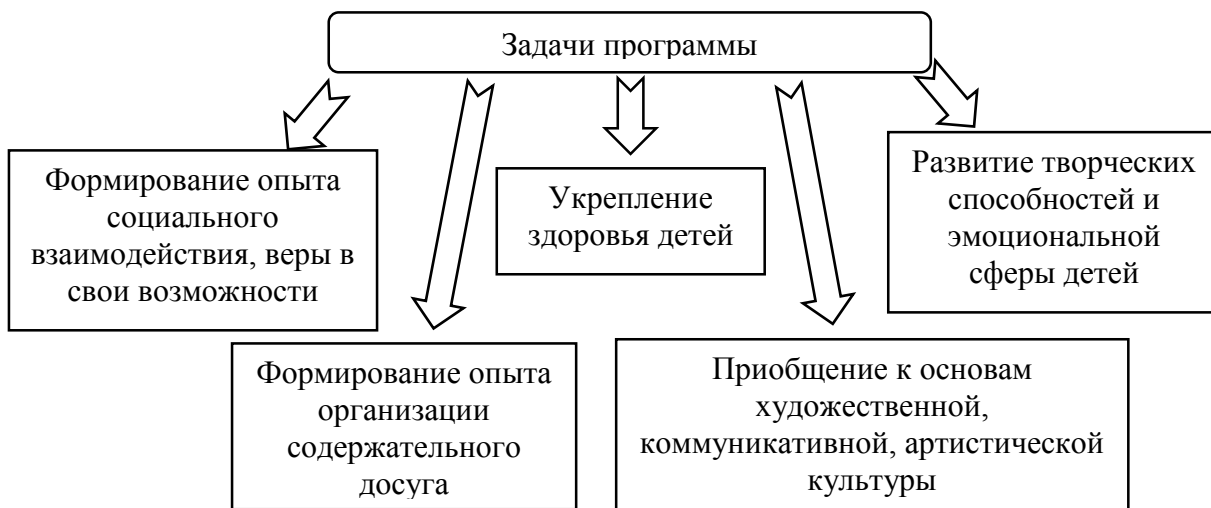 Задачи программы
Формирование опыта
социального
взаимодействия, веры в
свои возможности
Укрепление
здоровья детей
Развитие творческих
способностей и
эмоциональной
сферы детей
Формирование опыта
организации
содержательного
досуга
Приобщение к основам
художественной,
коммуникативной, артистической
культуры